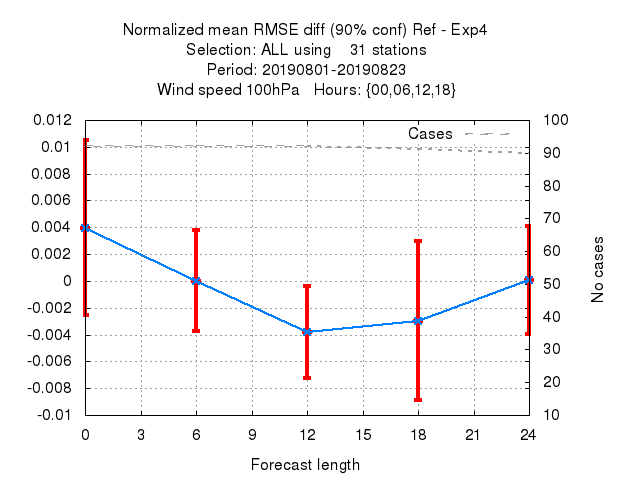 Normalized mean RMSE diff (90% conf) Ref - Exp4
Selection: ALL using    31 stations
Period: 20190801-20190823
Wind speed 100hPa   Hours: {00,06,12,18}
0.012
0.01
0.008
0.006
0.004
0.002
0
-0.002
-0.004
-0.006
-0.008
-0.01
Cases
100
90
80
70
60
50
40
30
20
10
No cases
0 3 6 9 12 15 18 21 24
Forecast length